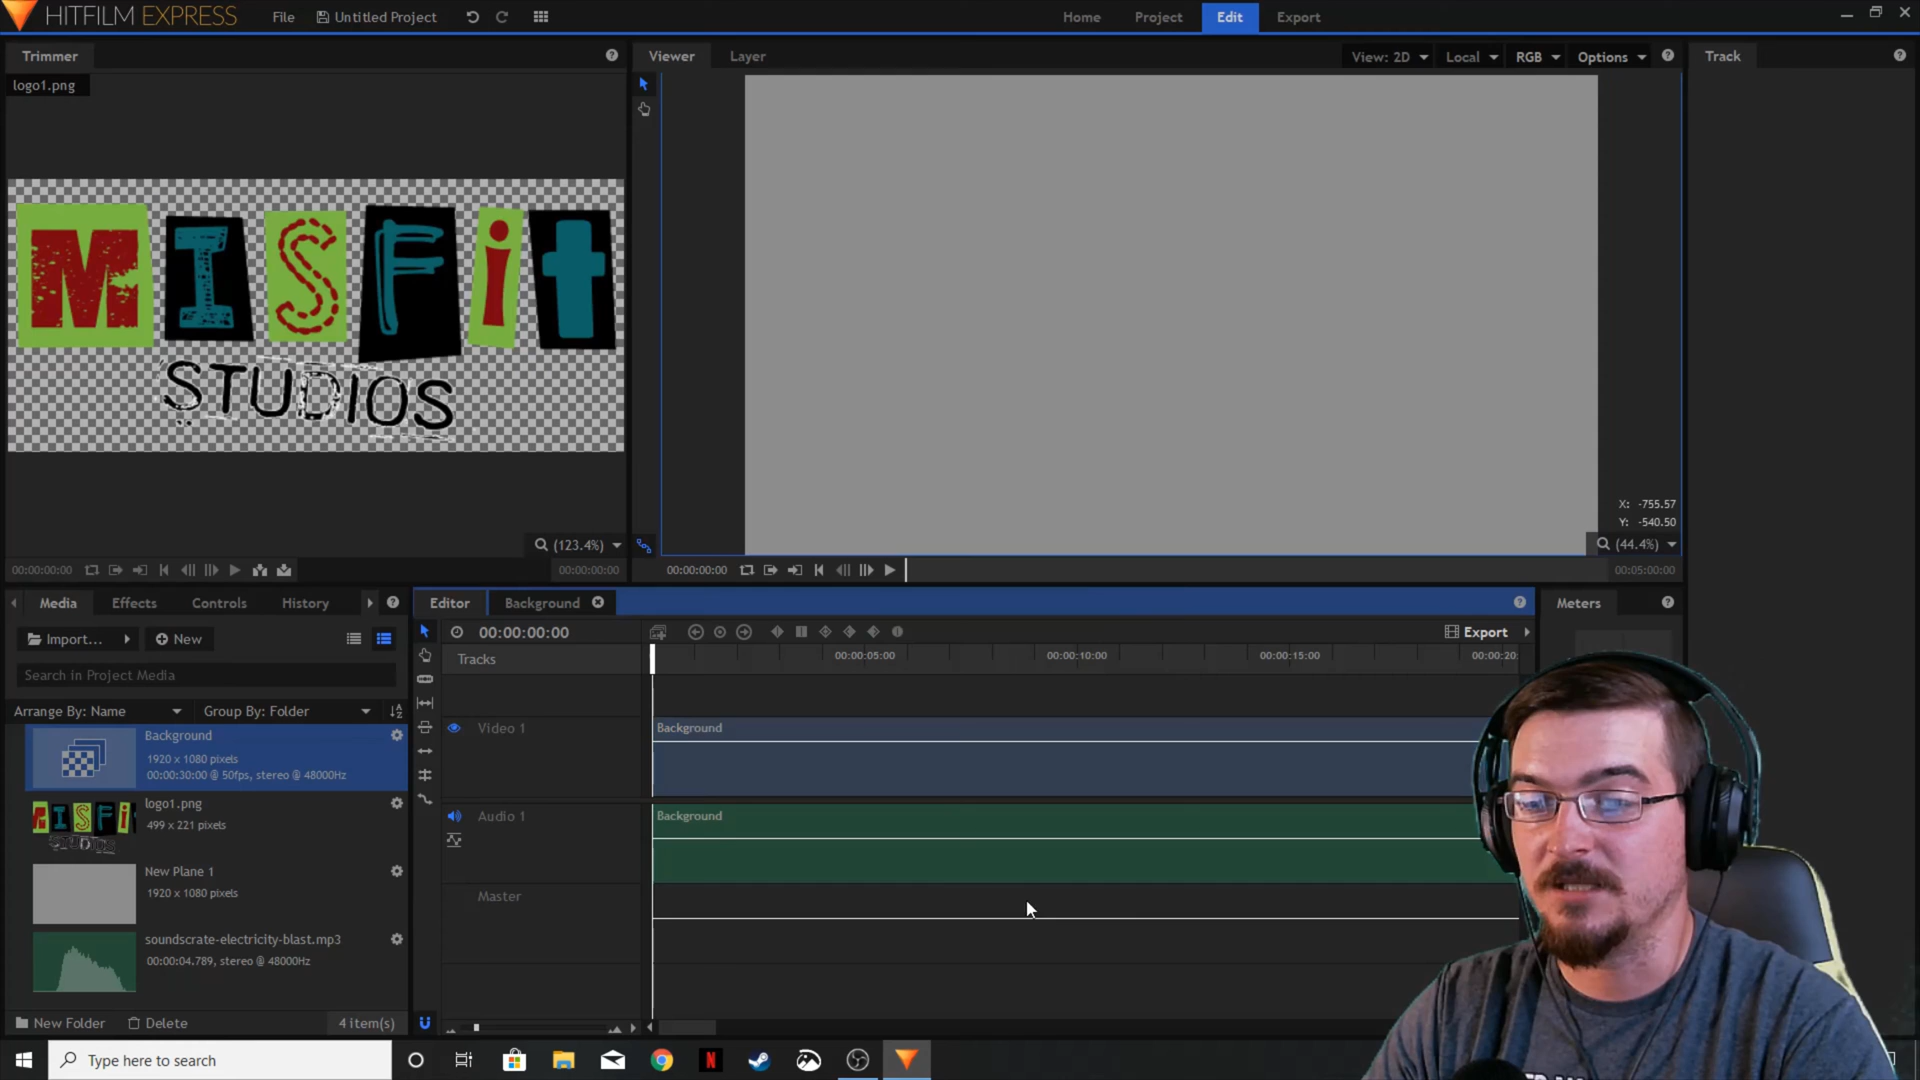 HITFILM EXPRESS
File
Untitled Project
Home
Project
Edit
Export
Trimmer
Viewer
Layer
View: 2D
Local
RGB
Options
Track
logo1.png
MISFit
STUDIOS
X: -755.57
Y: -540.50
(123.4%)
(44.4%)
00:00:00:00
00:00:00:00
00:00:00:00
00:05:00:00
Media
Effects
Controls
History
Editor
Background
Meters
Import...
New
00:00:00:00
Export
Tracks
00:00:05:00
00:00:10:00
00:00:15:00
00:00:20:
Search in Project Media
Arrange By: Name
Group By: Folder
Background
1920 x 1080 pixels
00:00:30:00 @ 50fps, stereo @ 48000Hz
Video 1
Background
logo1.png
499 x 221 pixels
Audio 1
Background
New Plane 1
1920 x 1080 pixels
Master
soundscrate-electricity-blast.mp3
00:00:04.789, stereo @ 48000Hz
New Folder
Delete
4 item(s)
Type here to search